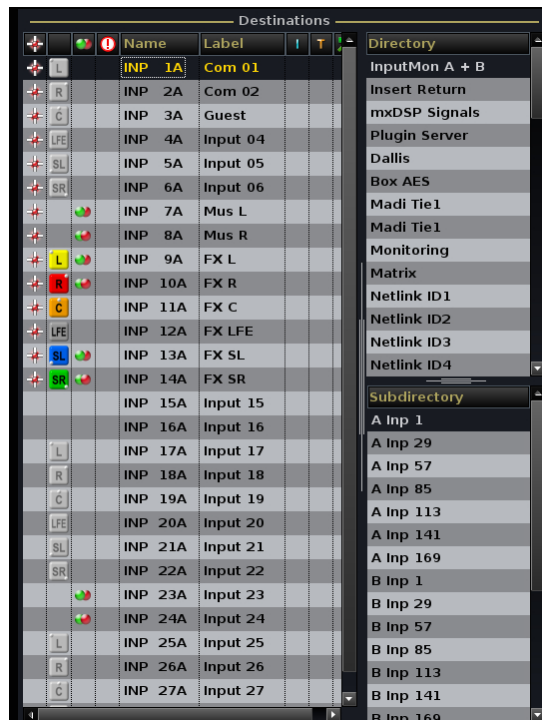 Destinations
Name Label I T
L INP 1A Com 01
R INP 2A Com 02
C INP 3A Guest
LFE INP 4A Input 04
SL INP 5A Input 05
SR INP 6A Input 06
INP 7A Mus L
INP 8A Mus R
L INP 9A FX L
R INP 10A FX R
C INP 11A FX C
LFE INP 12A FX LFE
SL INP 13A FX SL
SR INP 14A FX SR
INP 15A Input 15
INP 16A Input 16
L INP 17A Input 17
R INP 18A Input 18
C INP 19A Input 19
LFE INP 20A Input 20
SL INP 21A Input 21
SR INP 22A Input 22
INP 23A Input 23
INP 24A Input 24
L INP 25A Input 25
R INP 26A Input 26
C INP 27A Input 27
Directory
InputMon A + B
Insert Return
mxDSP Signals
Plugin Server
Dallis
Box AES
Madi Tie1
Madi Tie1
Monitoring
Matrix
Netlink ID1
Netlink ID2
Netlink ID3
Netlink ID4
Subdirectory
A Inp 1
A Inp 29
A Inp 57
A Inp 85
A Inp 113
A Inp 141
A Inp 169
B Inp 1
B Inp 29
B Inp 57
B Inp 85
B Inp 113
B Inp 141
B Inp 169